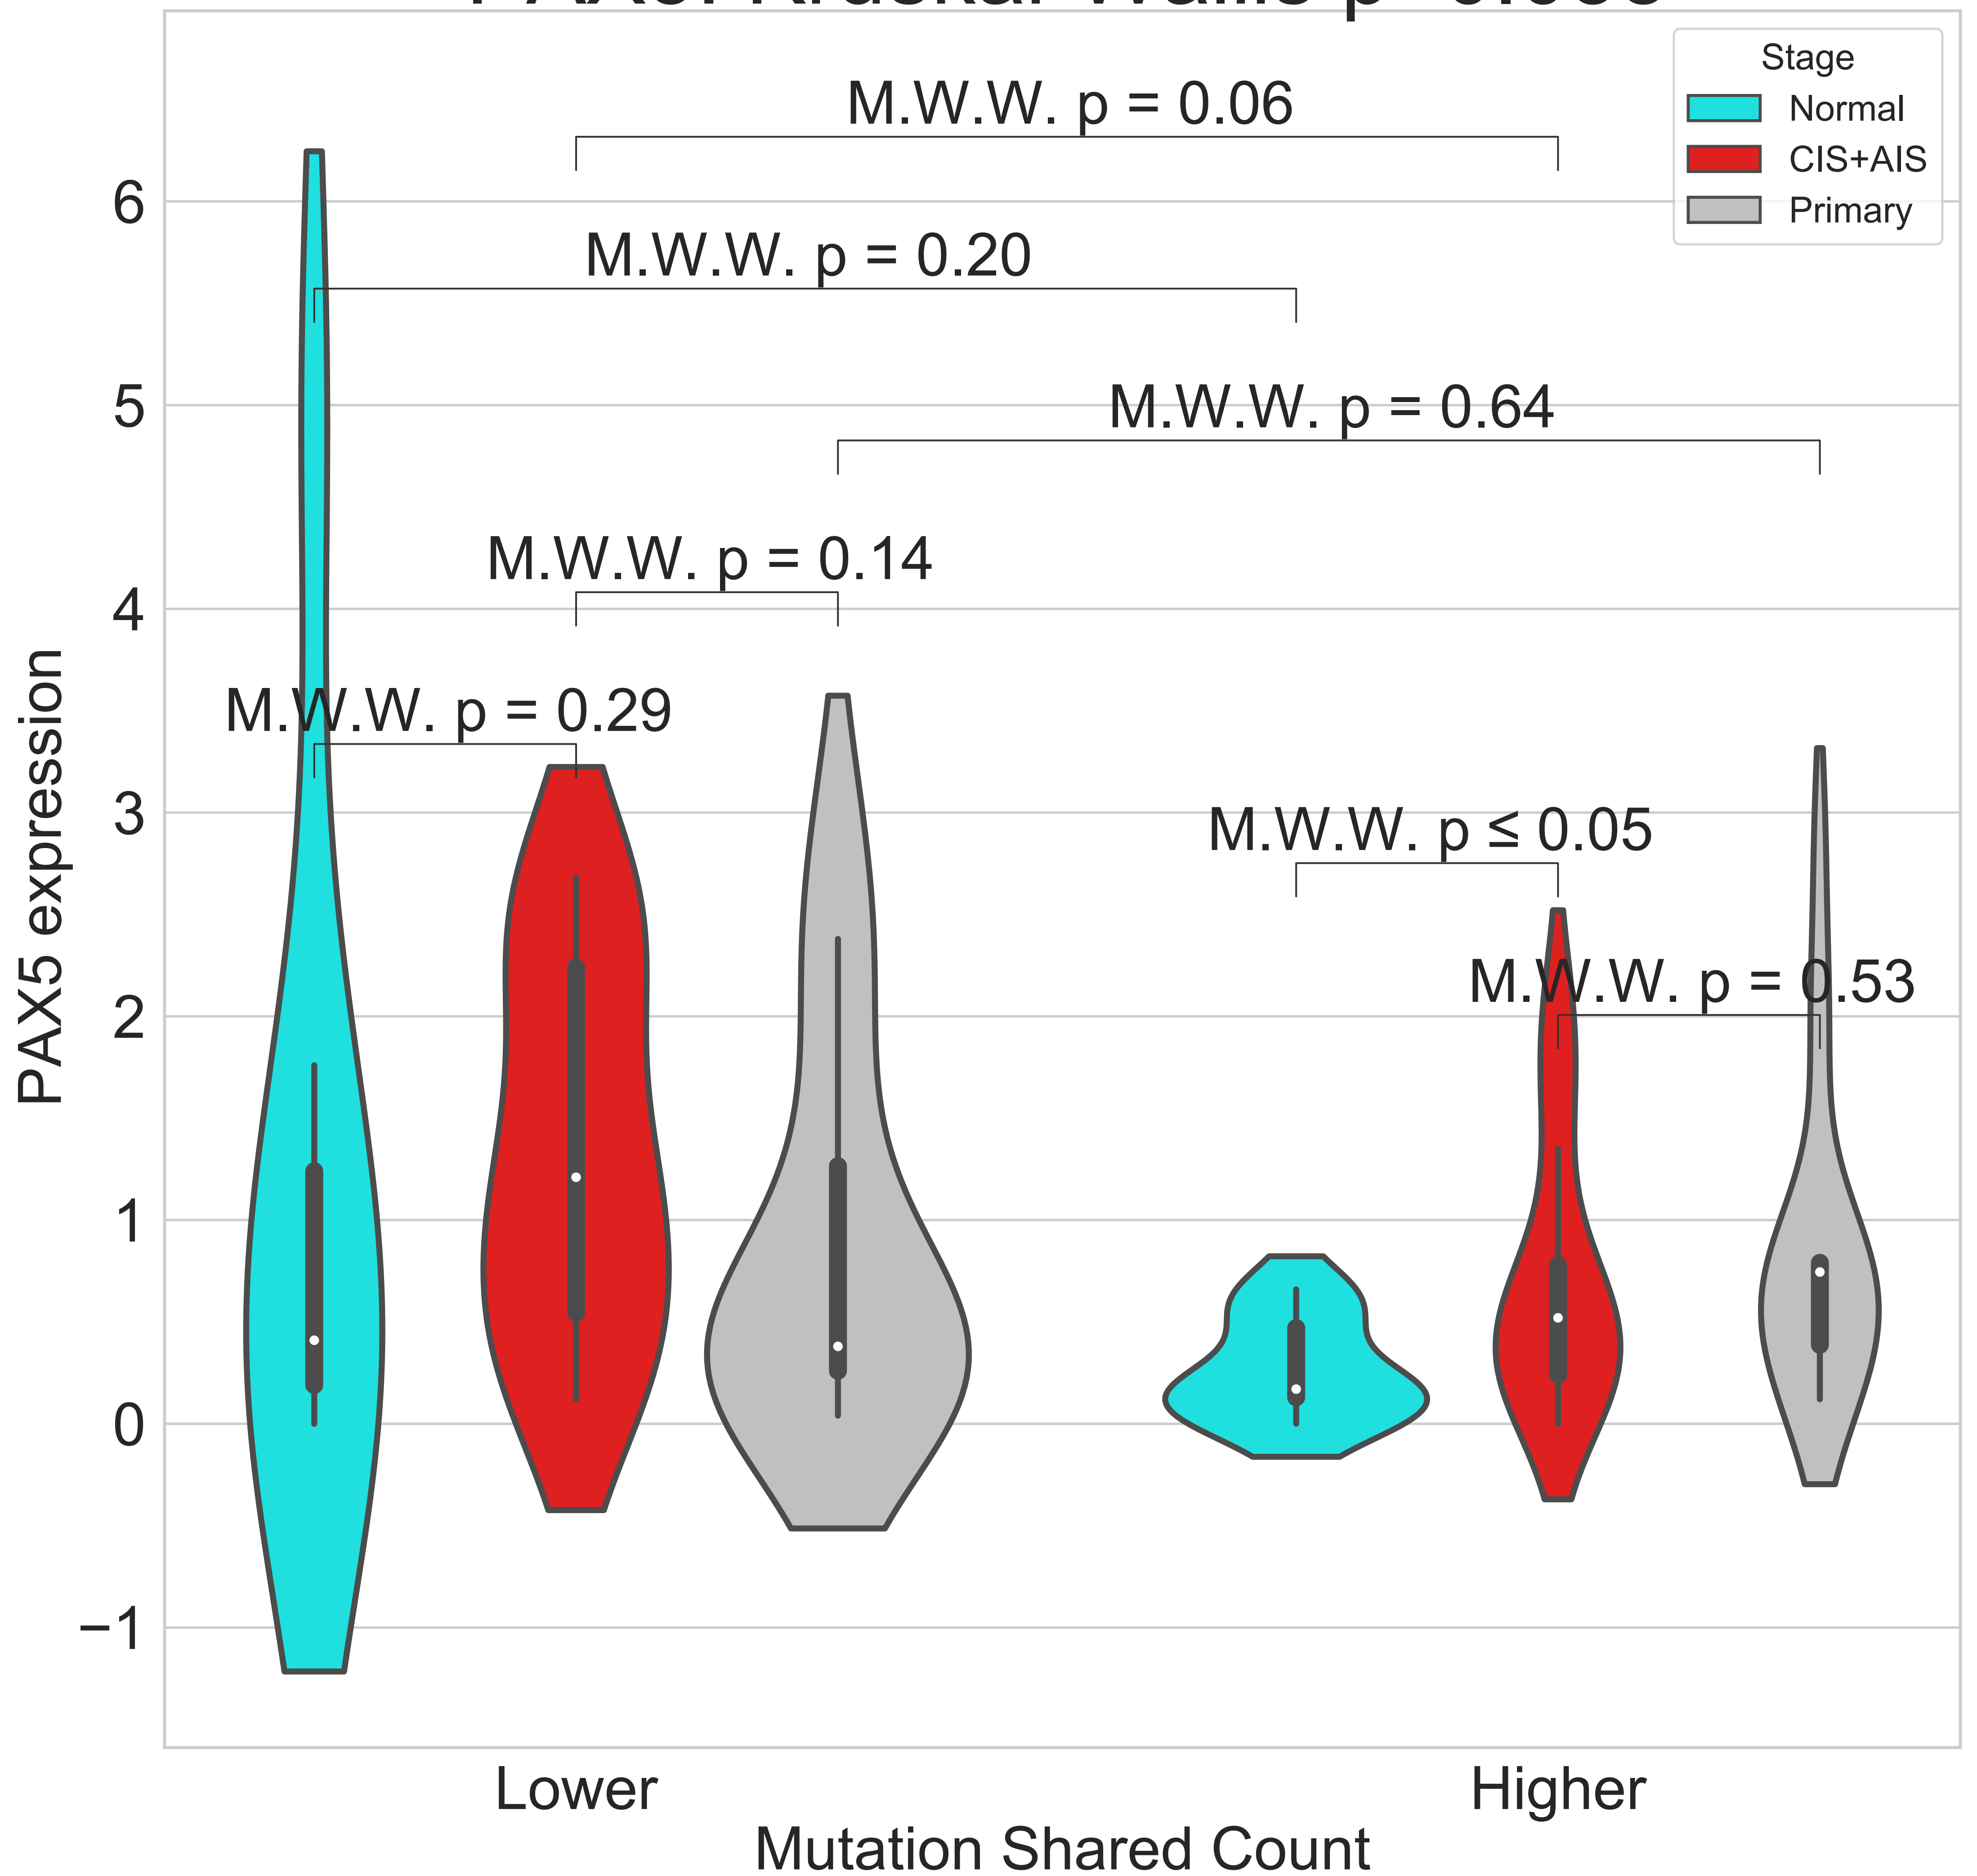 Stage
Normal
CIS+AIS
Primary
M.W.W. p = 0.06
M.W.W. p = 0.20
M.W.W. p = 0.64
M.W.W. p = 0.14
M.W.W. p = 0.29
M.W.W. p ≤ 0.05
M.W.W. p = 0.53
6
5
4
3
2
1
0
−1
PAX5 expression
Lower
Higher
Mutation Shared Count